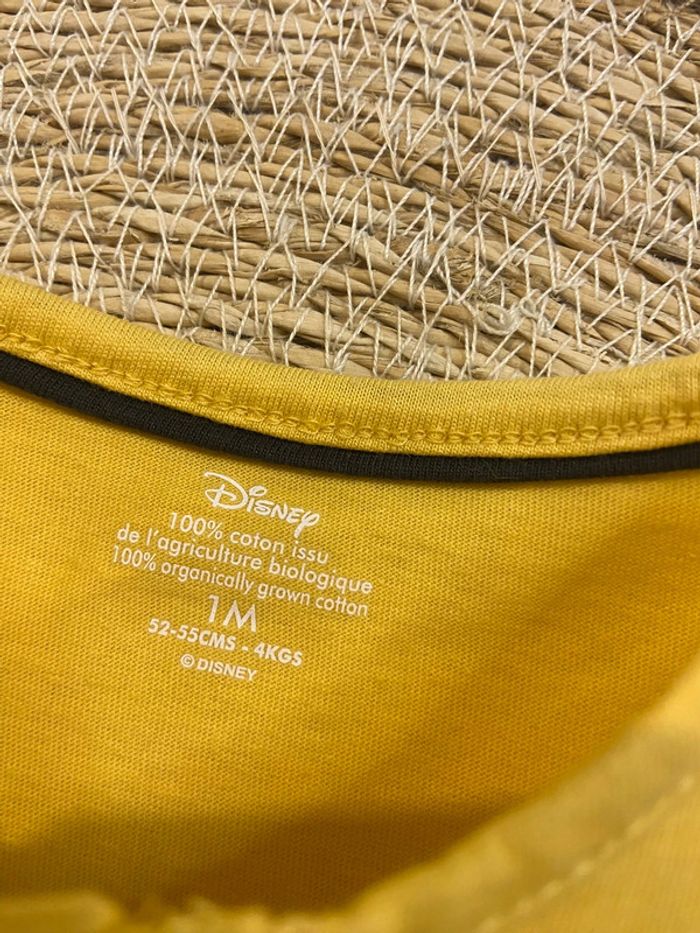 Disney
100% coton issu
de l'agriculture biologique
100% organically grown cotton
1M
52-55CMS - 4KGS
©DISNEY